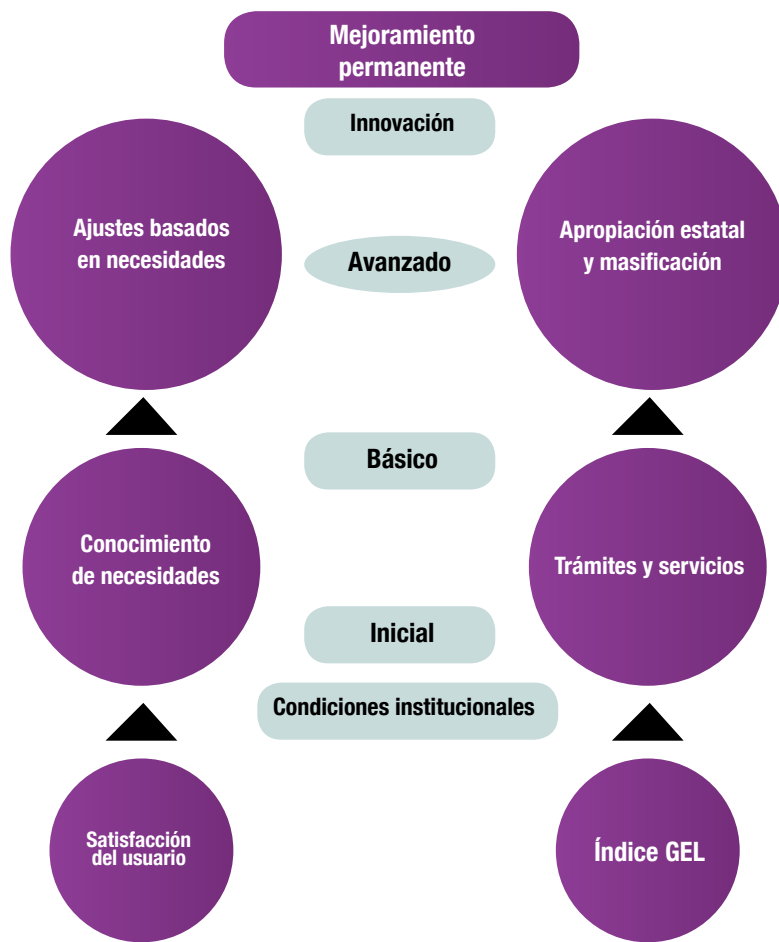 Mejoramiento
permanente
Innovación
Ajustes basados
en necesidades
Avanzado
Apropiación estatal
y masificación
Básico
Conocimiento
de necesidades
Trámites y servicios
Inicial
Condiciones institucionales
Satisfacción
del usuario
Índice GEL